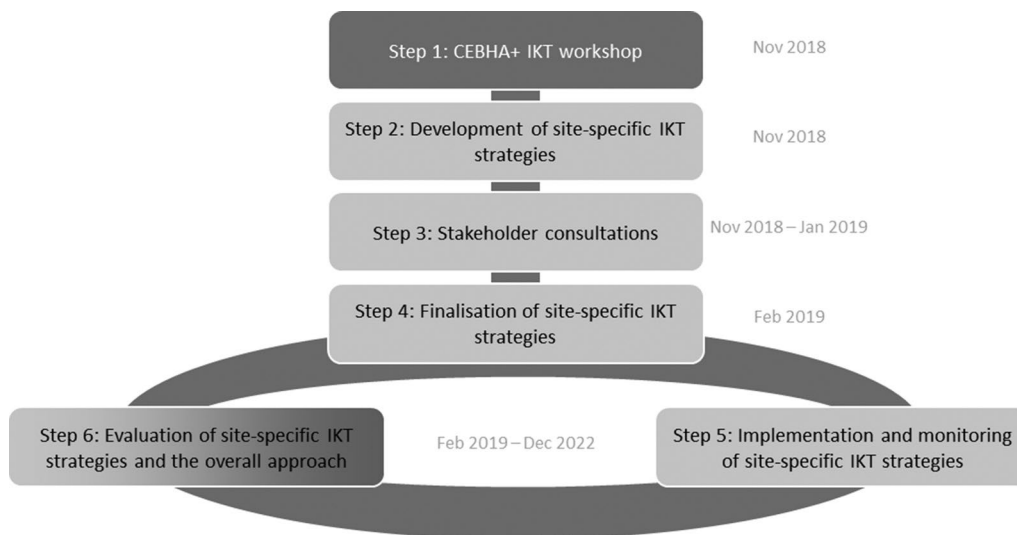 Step 1: CEBHA+ IKT workshop
Nov 2018
Step 2: Development of site-specific IKT
strategies
Nov 2018
Step 3: Stakeholder consultations
Nov 2018 – Jan 2019
Step 4: Finalisation of site-specific IKT
strategies
Feb 2019
Step 6: Evaluation of site-specific IKT
strategies and the overall approach
Feb 2019 – Dec 2022
Step 5: Implementation and monitoring
of site-specific IKT strategies